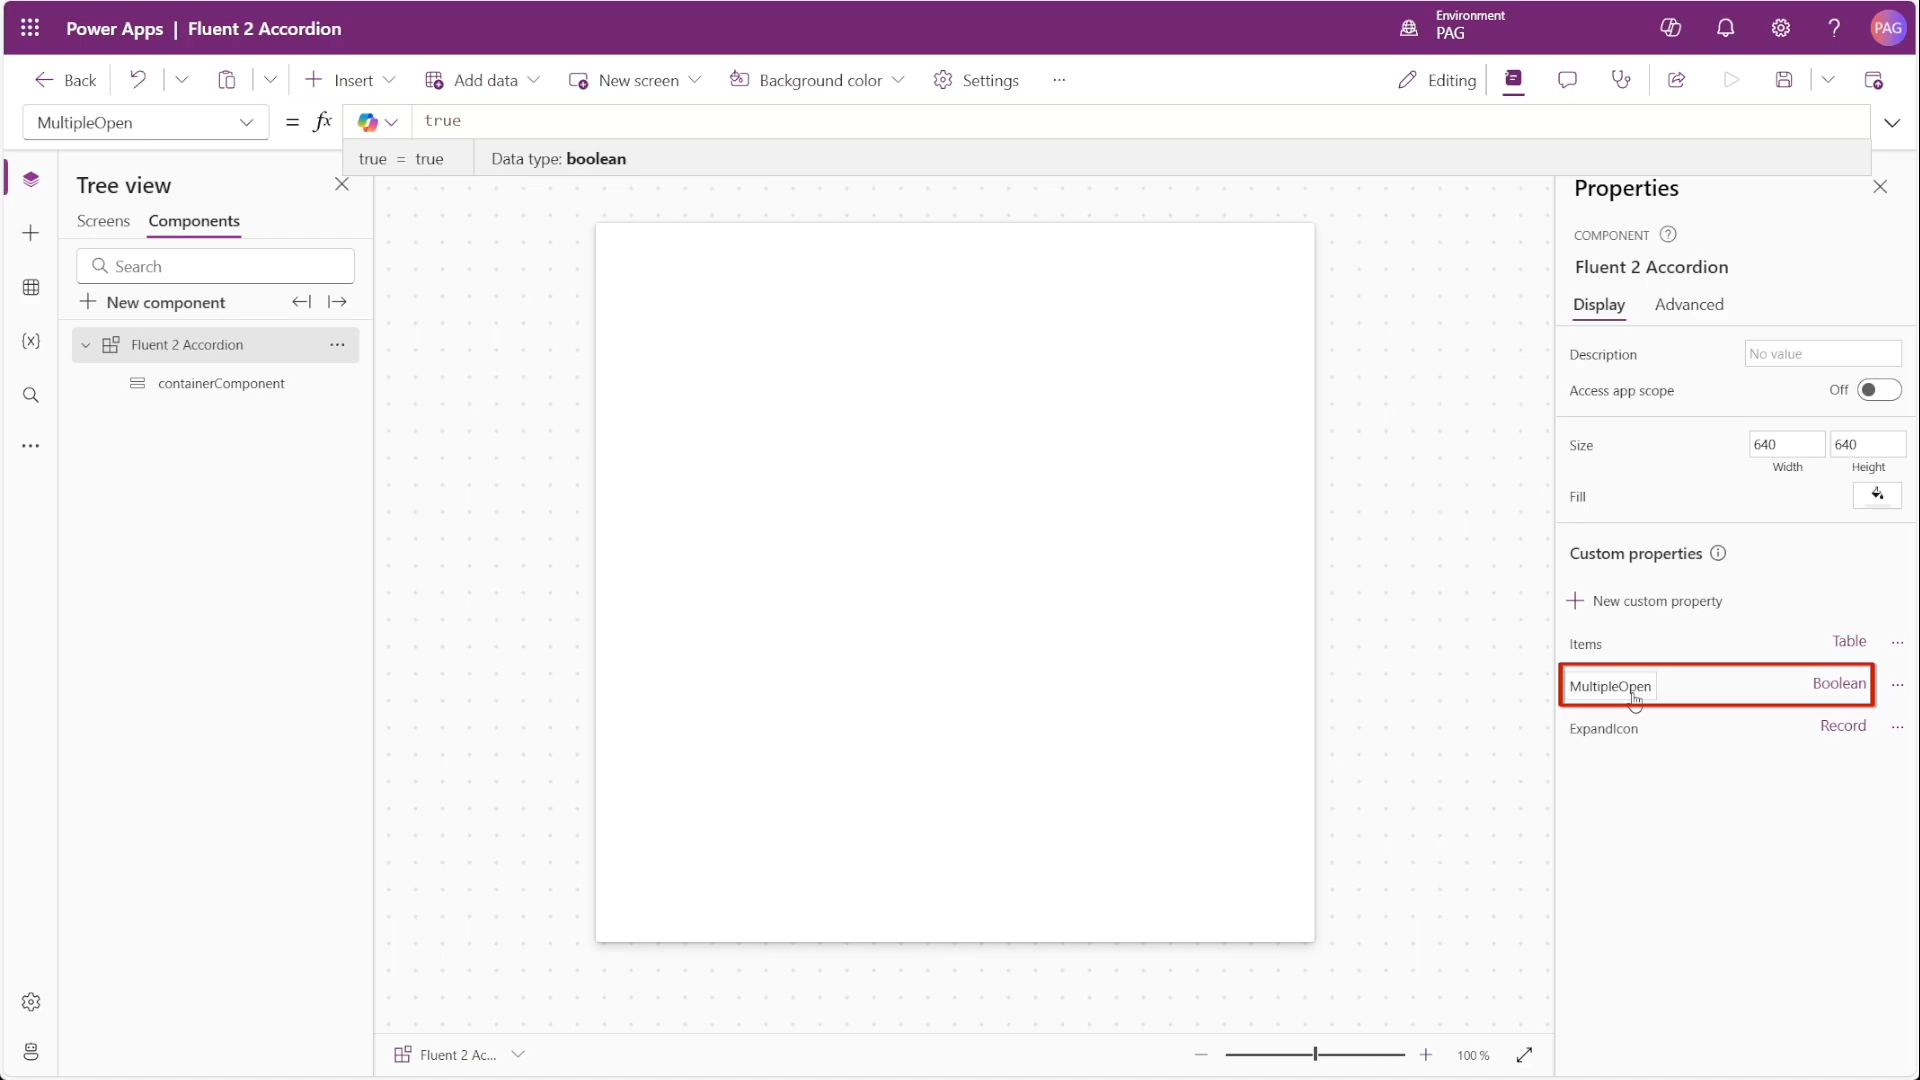 Power Apps | Fluent 2 Accordion
Environment
PAG
PAG
Back
Insert
Add data
New screen
Background color
Settings
Editing
MultipleOpen
= fx
true
true = true
Data type: boolean
Tree view
Screens
Components
Search
New component
Fluent 2 Accordion
containerComponent
Properties
COMPONENT
Fluent 2 Accordion
Display
Advanced
Description
No value
Access app scope
Off
Size
640
640
Width
Height
Fill
Custom properties
New custom property
Items
Table
MultipleOpen
Boolean
ExpandIcon
Record
Fluent 2 Ac...
100 %